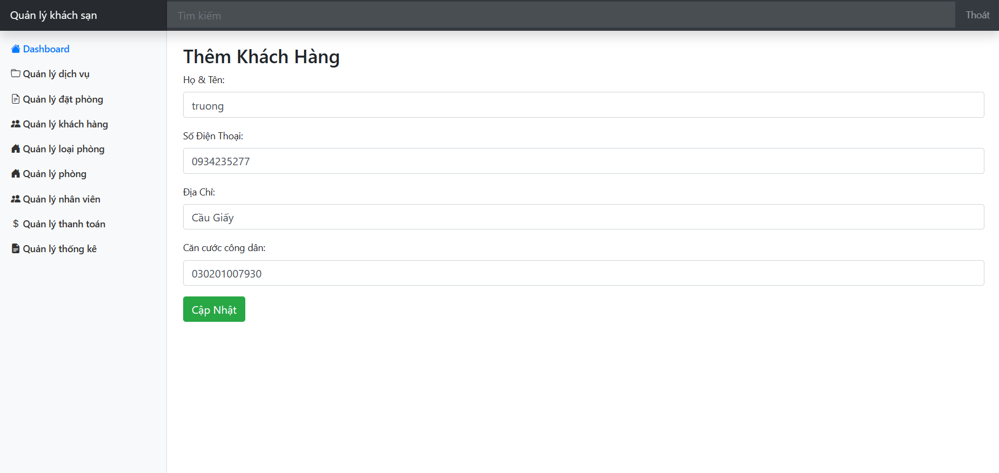 Quản lý khách sạn
Tìm kiếm
Thoát
Dashboard
Quản lý dịch vụ
Quản lý đặt phòng
Quản lý khách hàng
Quản lý loại phòng
Quản lý phòng
Quản lý nhân viên
Quản lý thanh toán
Quản lý thống kê
Thêm Khách Hàng
Họ & Tên:
truong
Số Điện Thoại:
0934235277
Địa Chỉ:
Cầu Giấy
Căn cước công dân:
030201007930
Cập Nhật